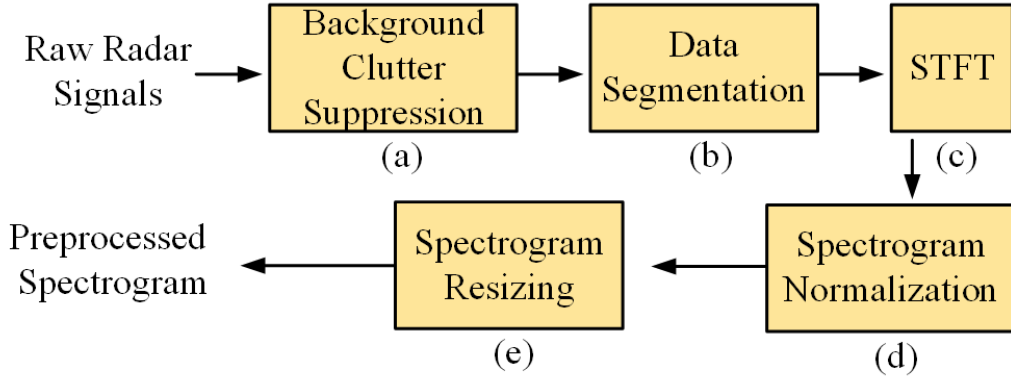 Raw Radar
Signals
Background
Clutter
Suppression
(a)
Data
Segmentation
(b)
STFT
(c)
Spectrogram
Normalization
(d)
Spectrogram
Resizing
(e)
Preprocessed
Spectrogram